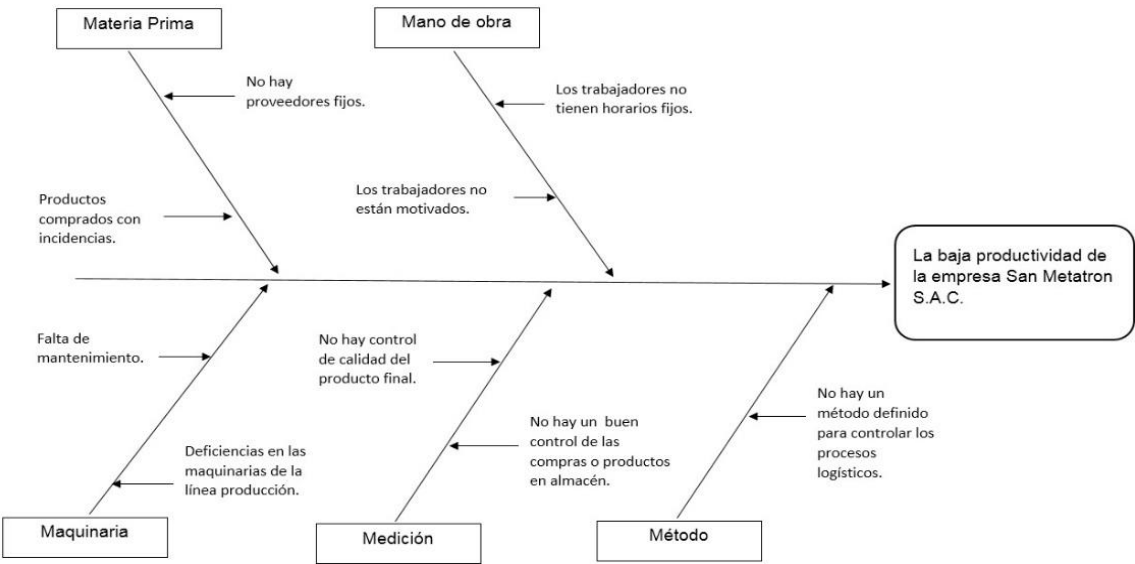 Materia Prima
Mano de obra
No hay
proveedores fijos.
Los trabajadores no
tienen horarios fijos.
Productos
comprados con
incidencias.
Los trabajadores no
están motivados.
La baja productividad de
la empresa San Metatron
S.A.C.
Falta de
mantenimiento.
No hay control
de calidad del
producto final.
No hay un
método definido
para controlar los
procesos
logísticos.
No hay un  buen
control de las
compras o productos
en almacén.
Deficiencias en las
maquinarias de la
línea producción.
Maquinaria
Medición
Método